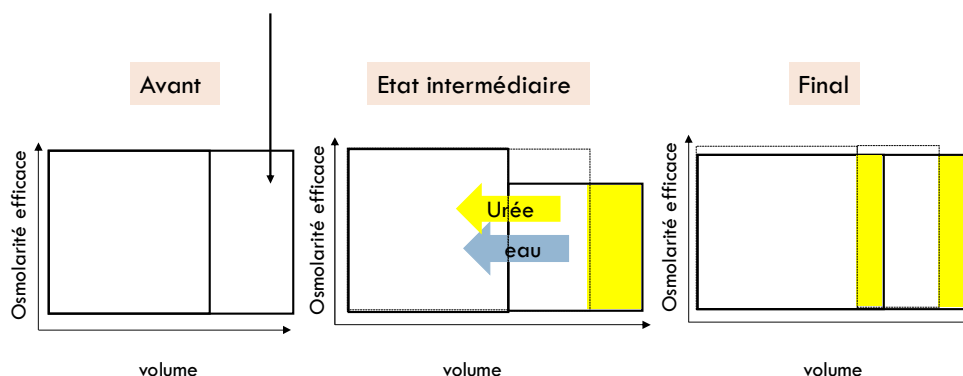 Avant
Etat intermédiaire
Final
Osmolarité efficace
volume
Osmolarité efficace
Urée
eau
volume
Osmolarité efficace
volume